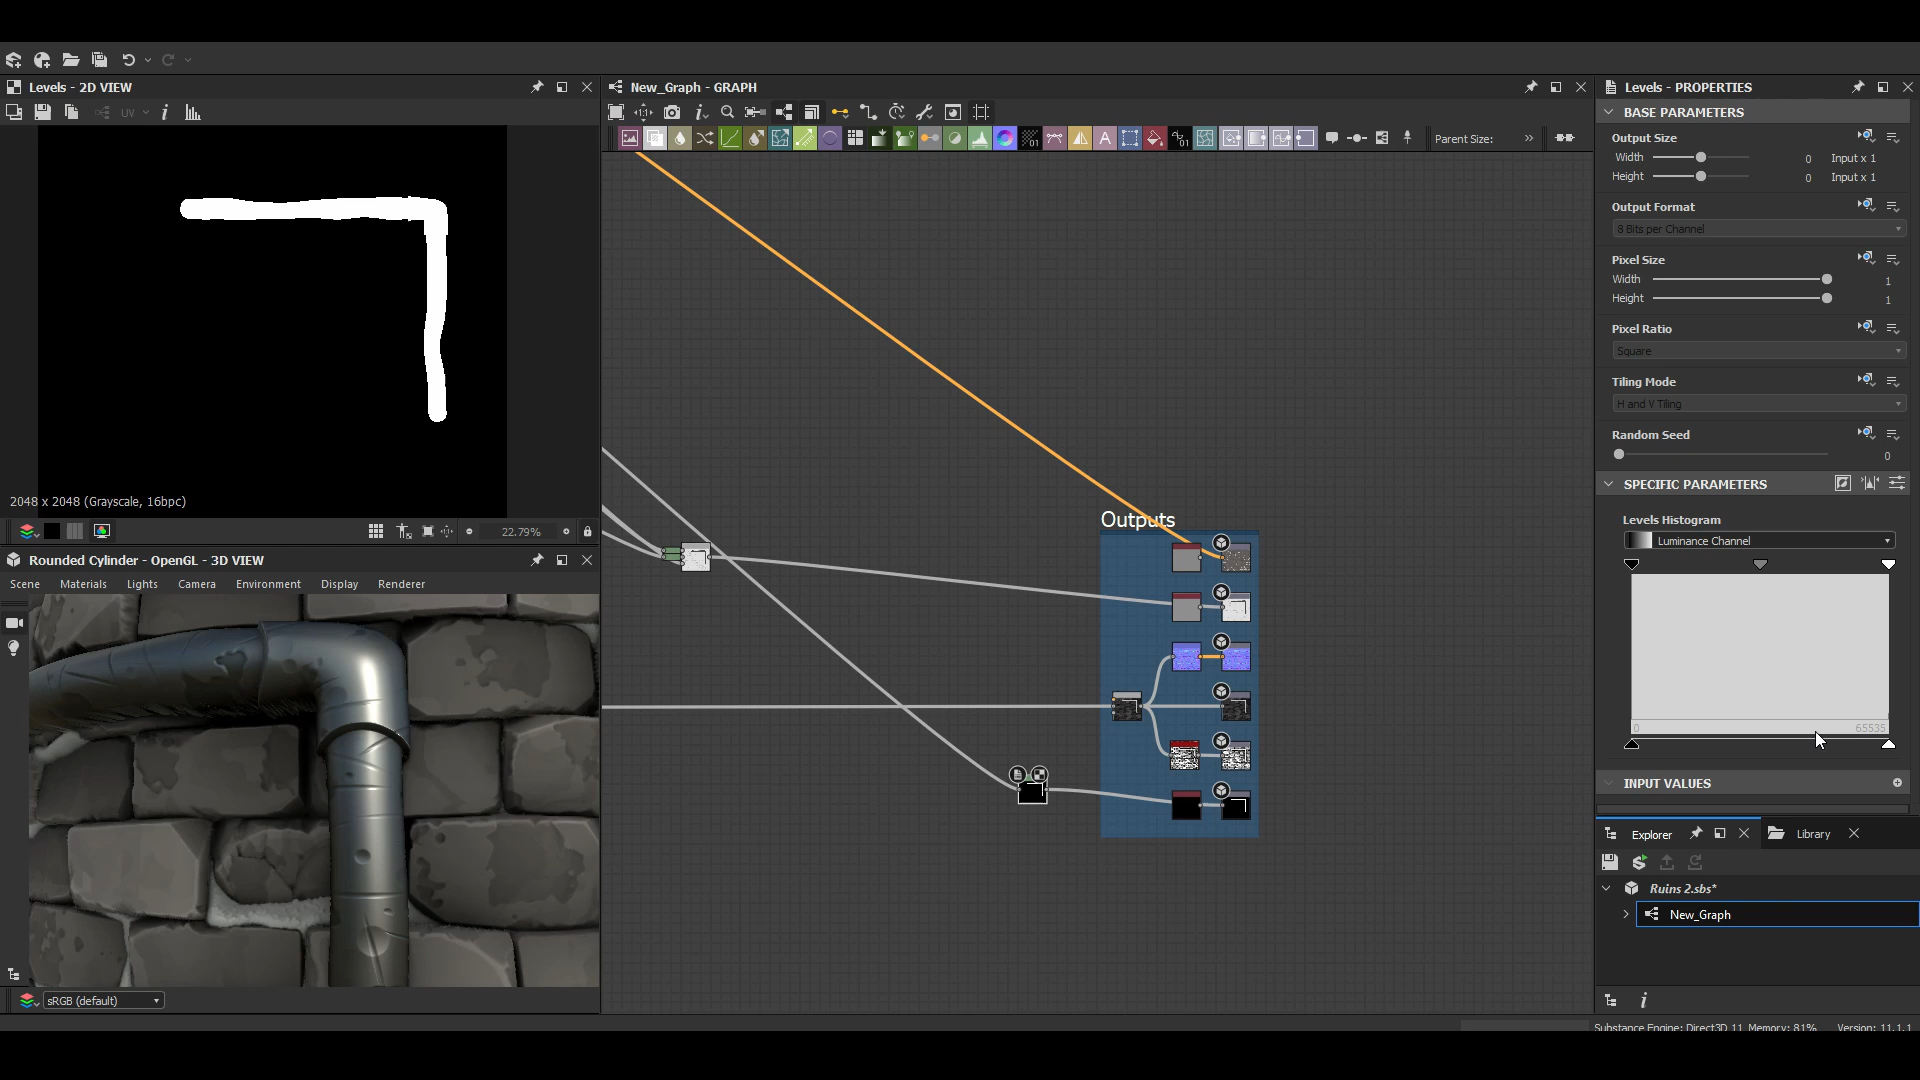 Levels - 2D VIEW
UV
2048 x 2048 (Grayscale, 16bpc)
22.79%
Rounded Cylinder - OpenGL - 3D VIEW
Scene Materials Lights Camera Environment Display Renderer
sRGB (default)
New_Graph - GRAPH
Parent Size:
Outputs
Levels - PROPERTIES
BASE PARAMETERS
Output Size
Width 0 Input x 1
Height 0 Input x 1
Output Format
8 Bits per Channel
Pixel Size
Width 1
Height 1
Pixel Ratio
Square
Tiling Mode
H and V Tiling
Random Seed
0
SPECIFIC PARAMETERS
Levels Histogram
Luminance Channel
0 65535
INPUT VALUES
Explorer Library
Ruins 2.sbs*
New_Graph
Substance Engine: Direct3D 11 Memory: 81% Version: 11.1.1